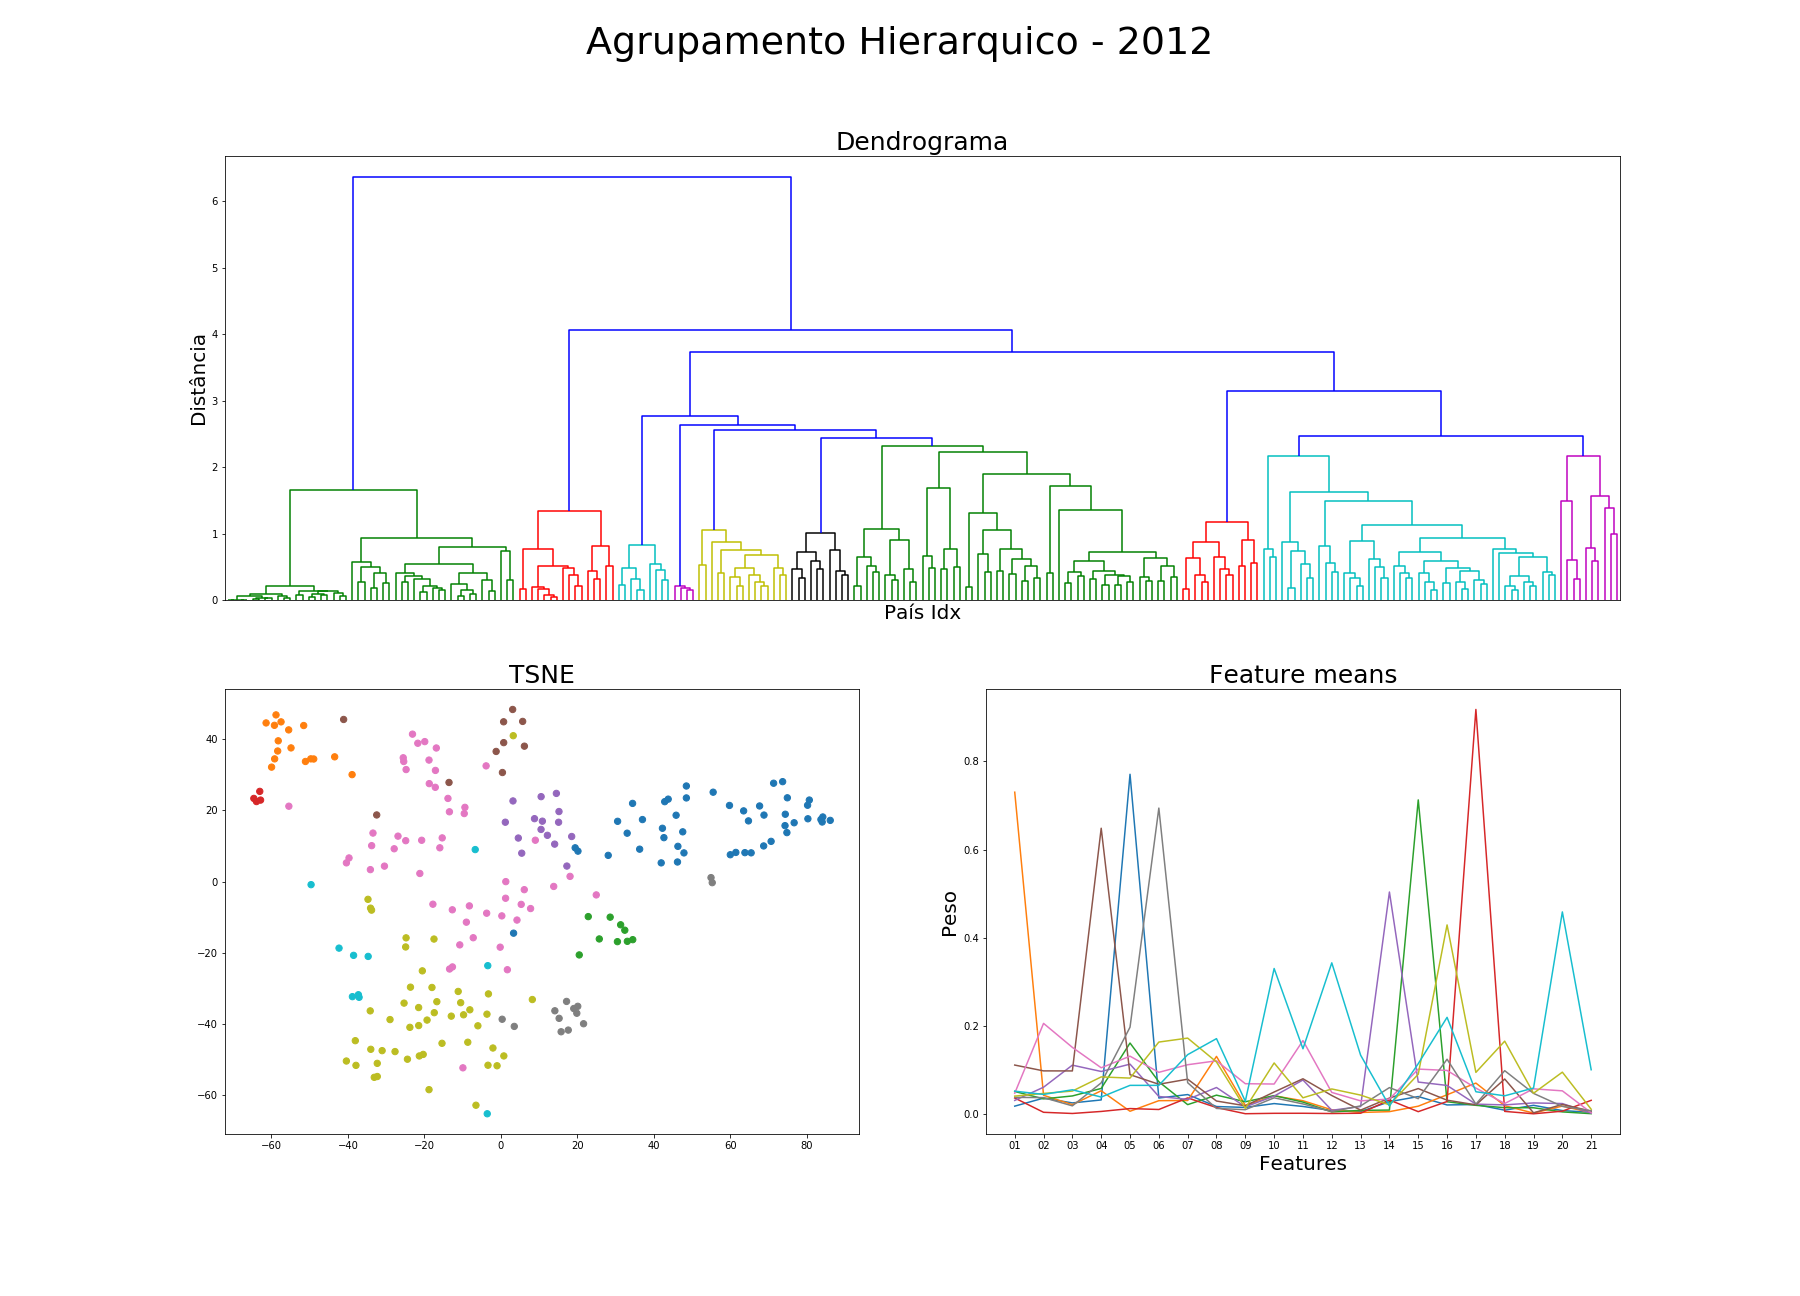 Agrupamento Hierarquico - 2012
Dendrograma
Distância
6
5
4
3
2
1
0
País Idx
TSNE
40
20
0
−20
−40
−60
−60 −40 −20 0 20 40 60 80
Feature means
Peso
0.8
0.6
0.4
0.2
0.0
01 02 03 04 05 06 07 08 09 10 11 12 13 14 15 16 17 18 19 20 21
Features